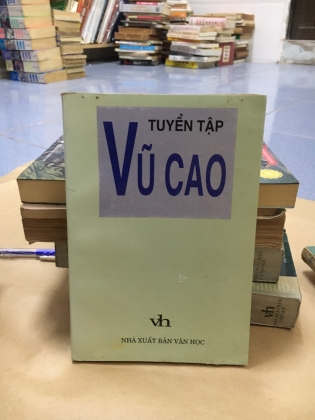 TUYỂN TẬP
VŨ CAO
vh
NHÀ XUẤT BẢN VĂN HỌC